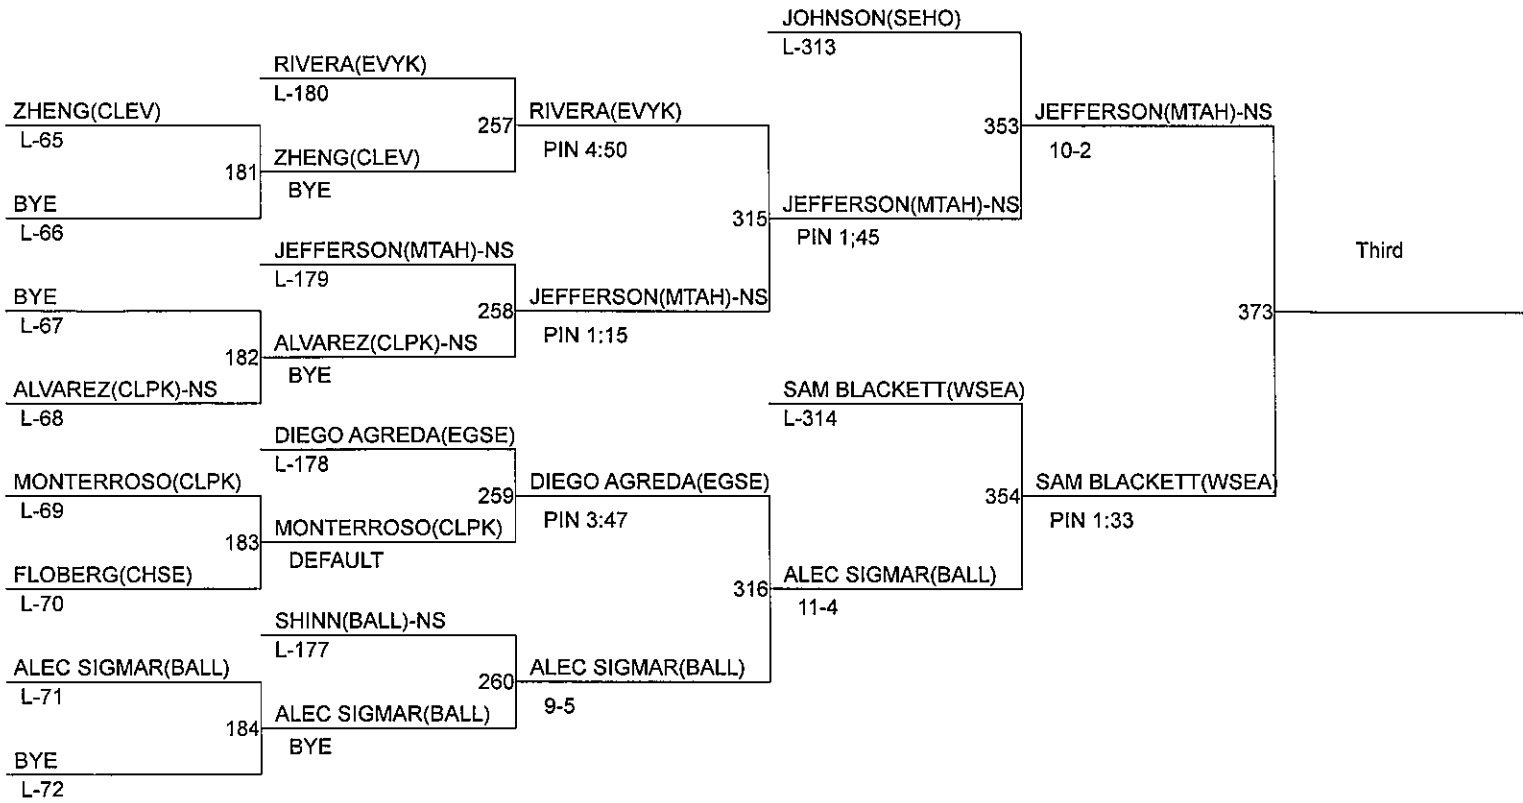 JOHNSON(SEHO)
L-313
RIVERA(EVYK)
L-180
ZHENG(CLEV)
L-65
257
RIVERA(EVYK)
PIN 4:50
353
JEFFERSON(MTAH)-NS
10-2
181
ZHENG(CLEV)
BYE
BYE
L-66
315
JEFFERSON(MTAH)-NS
PIN 1;45
JEFFERSON(MTAH)-NS
L-179
Third
BYE
L-67
258
JEFFERSON(MTAH)-NS
PIN 1:15
373
182
ALVAREZ(CLPK)-NS
BYE
ALVAREZ(CLPK)-NS
L-68
SAM BLACKETT(WSEA)
L-314
DIEGO AGREDA(EGSE)
L-178
MONTERROSO(CLPK)
L-69
259
DIEGO AGREDA(EGSE)
PIN 3:47
354
SAM BLACKETT(WSEA)
PIN 1:33
183
MONTERROSO(CLPK)
DEFAULT
FLOBERG(CHSE)
L-70
316
ALEC SIGMAR(BALL)
11-4
SHINN(BALL)-NS
L-177
ALEC SIGMAR(BALL)
L-71
260
ALEC SIGMAR(BALL)
9-5
184
ALEC SIGMAR(BALL)
BYE
BYE
L-72